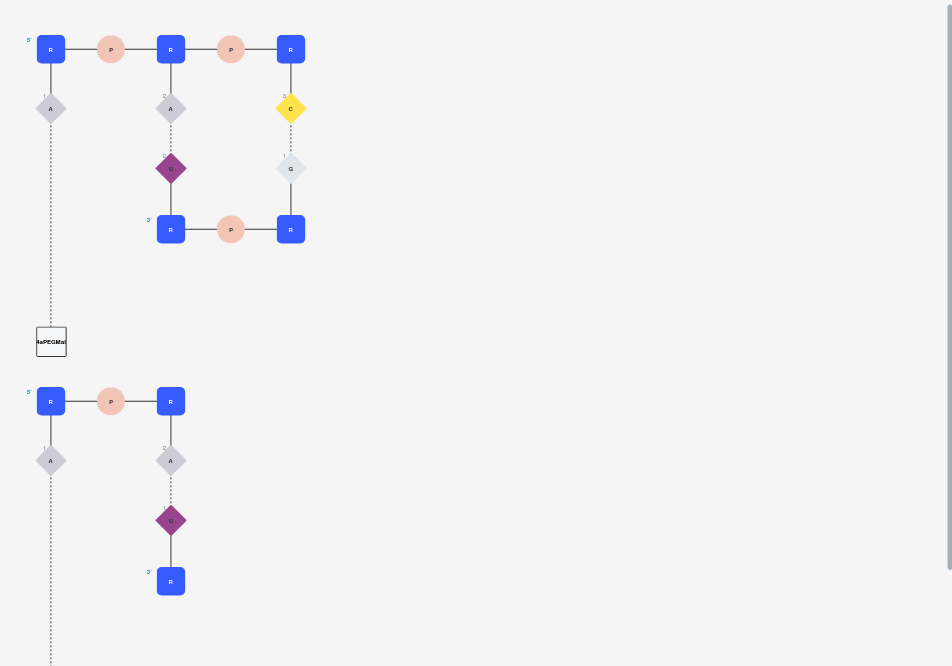 5' R P R P R
1 A 2 A 3 C
2 U 1 G
3' R P R
4aPEGMal
5' R P R
1 A 2 A
1 U
3' R